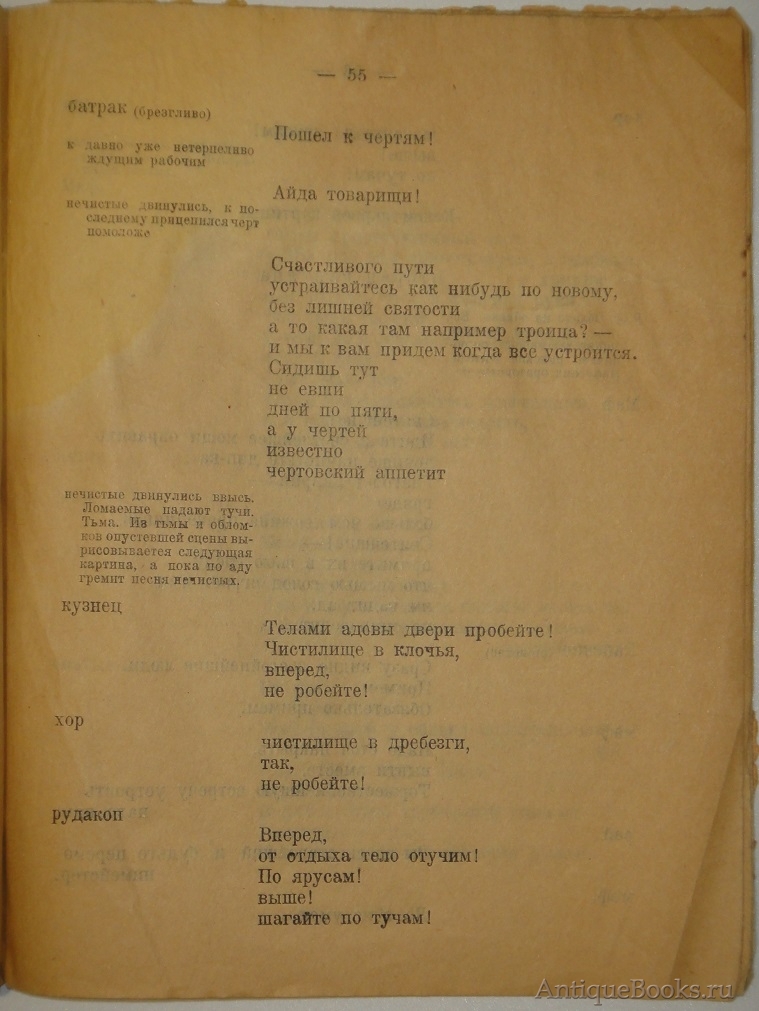 — 55 —
батрак (брезгливо)
Пошел к чертям!
к давно уже нетерпеливо
ждущим рабочим
Айда товарищи!
нечистые двинулись, к по-
следнему прицепился черт
помоложе
Счастливого пути
устраивайтесь как нибудь по новому,
без лишней святости
а то какая там например троица? —
и мы к вам придем когда все устроится.
Сидишь тут
не евши
дней по пяти,
а у чертей
известно
чертовский аппетит
нечистые двинулись ввысь.
Ломаемые падают тучи.
Тьма. Из тьмы и облом-
ков опустевшей сцены вы-
рисовывается следующая
картина, а пока по аду
гремит песня нечистых.
кузнец
Телами адовы двери пробейте!
Чистилище в клочья,
вперед,
не робейте!
хор
чистилище в дребезги,
так,
не робейте!
рудакоп
Вперед,
от отдыха тело отучим!
По ярусам!
выше!
шагайте по тучам!
AntiqueBooks.ru